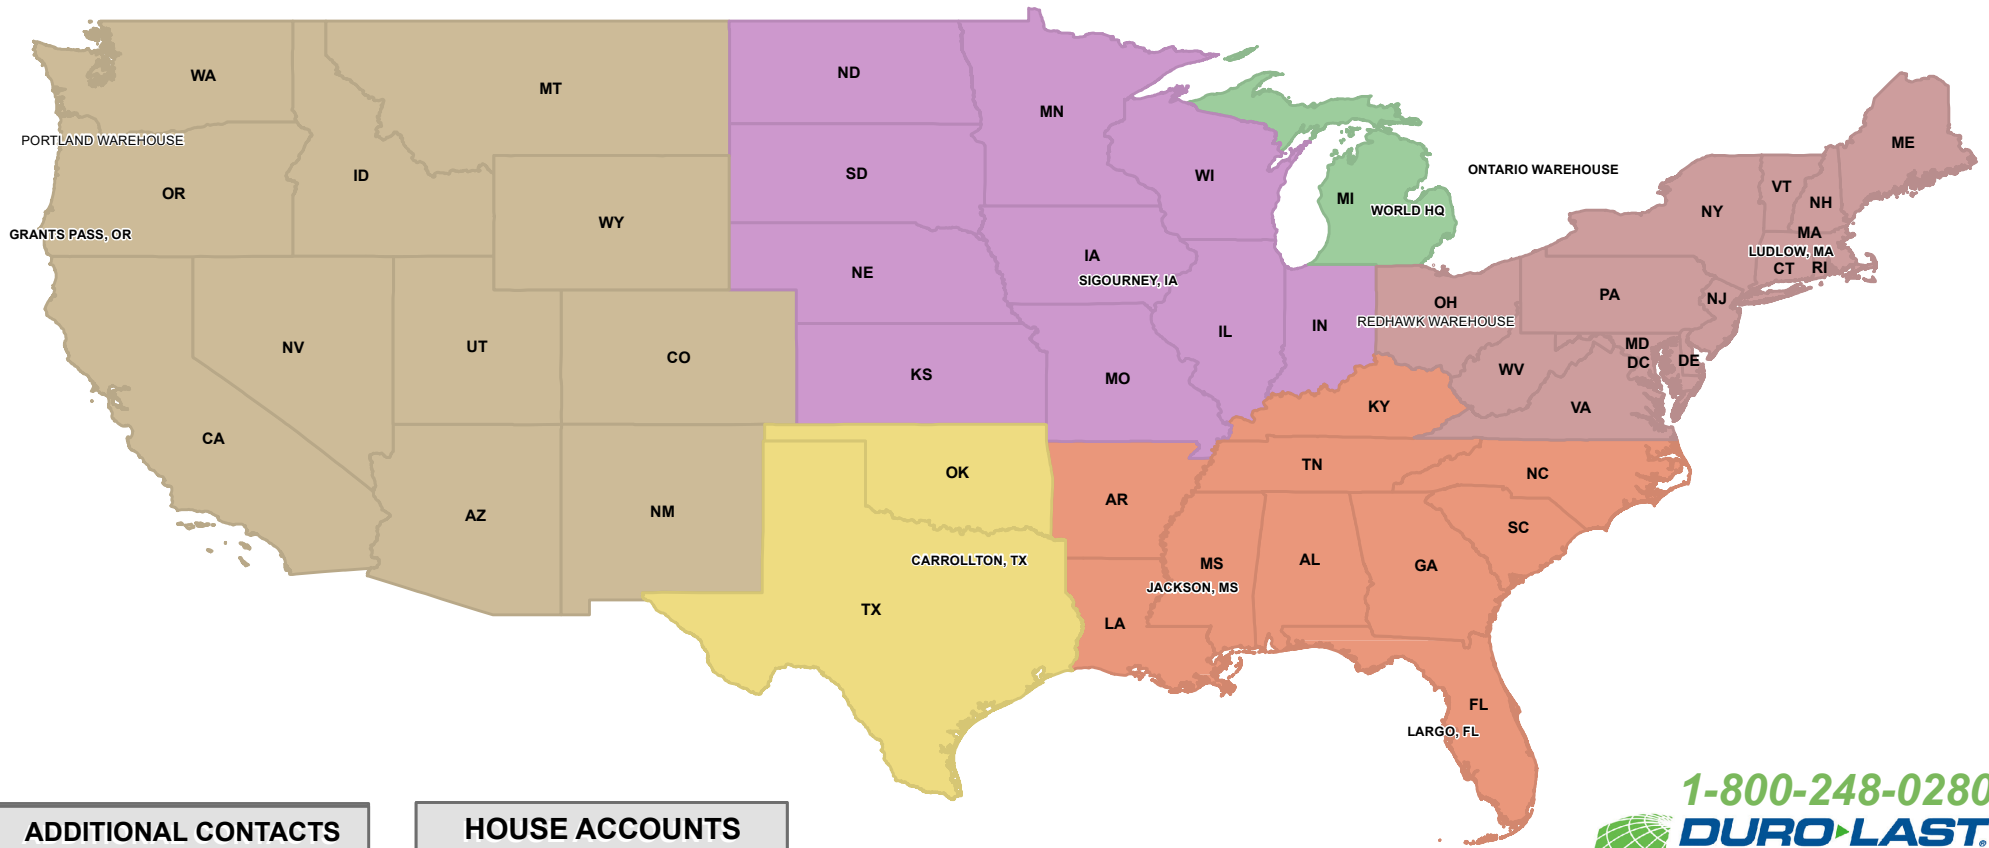 WA
MT
ND
MN
PORTLAND WAREHOUSE
OR
ID
WY
SD
WI
MI
WORLD HQ
ONTARIO WAREHOUSE
ME
VT
NH
NY
MA
LUDLOW, MA
CT
RI
GRANTS PASS, OR
NE
IA
SIGOURNEY, IA
IL
IN
OH
REDHAWK WAREHOUSE
PA
NJ
MD
DC
DE
WV
VA
NV
UT
CO
KS
MO
KY
CA
AZ
NM
OK
AR
TN
NC
SC
CARROLLTON, TX
TX
MS
JACKSON, MS
AL
GA
LA
FL
LARGO, FL
ADDITIONAL CONTACTS
HOUSE ACCOUNTS
1-800-248-0280
DURO-LAST®